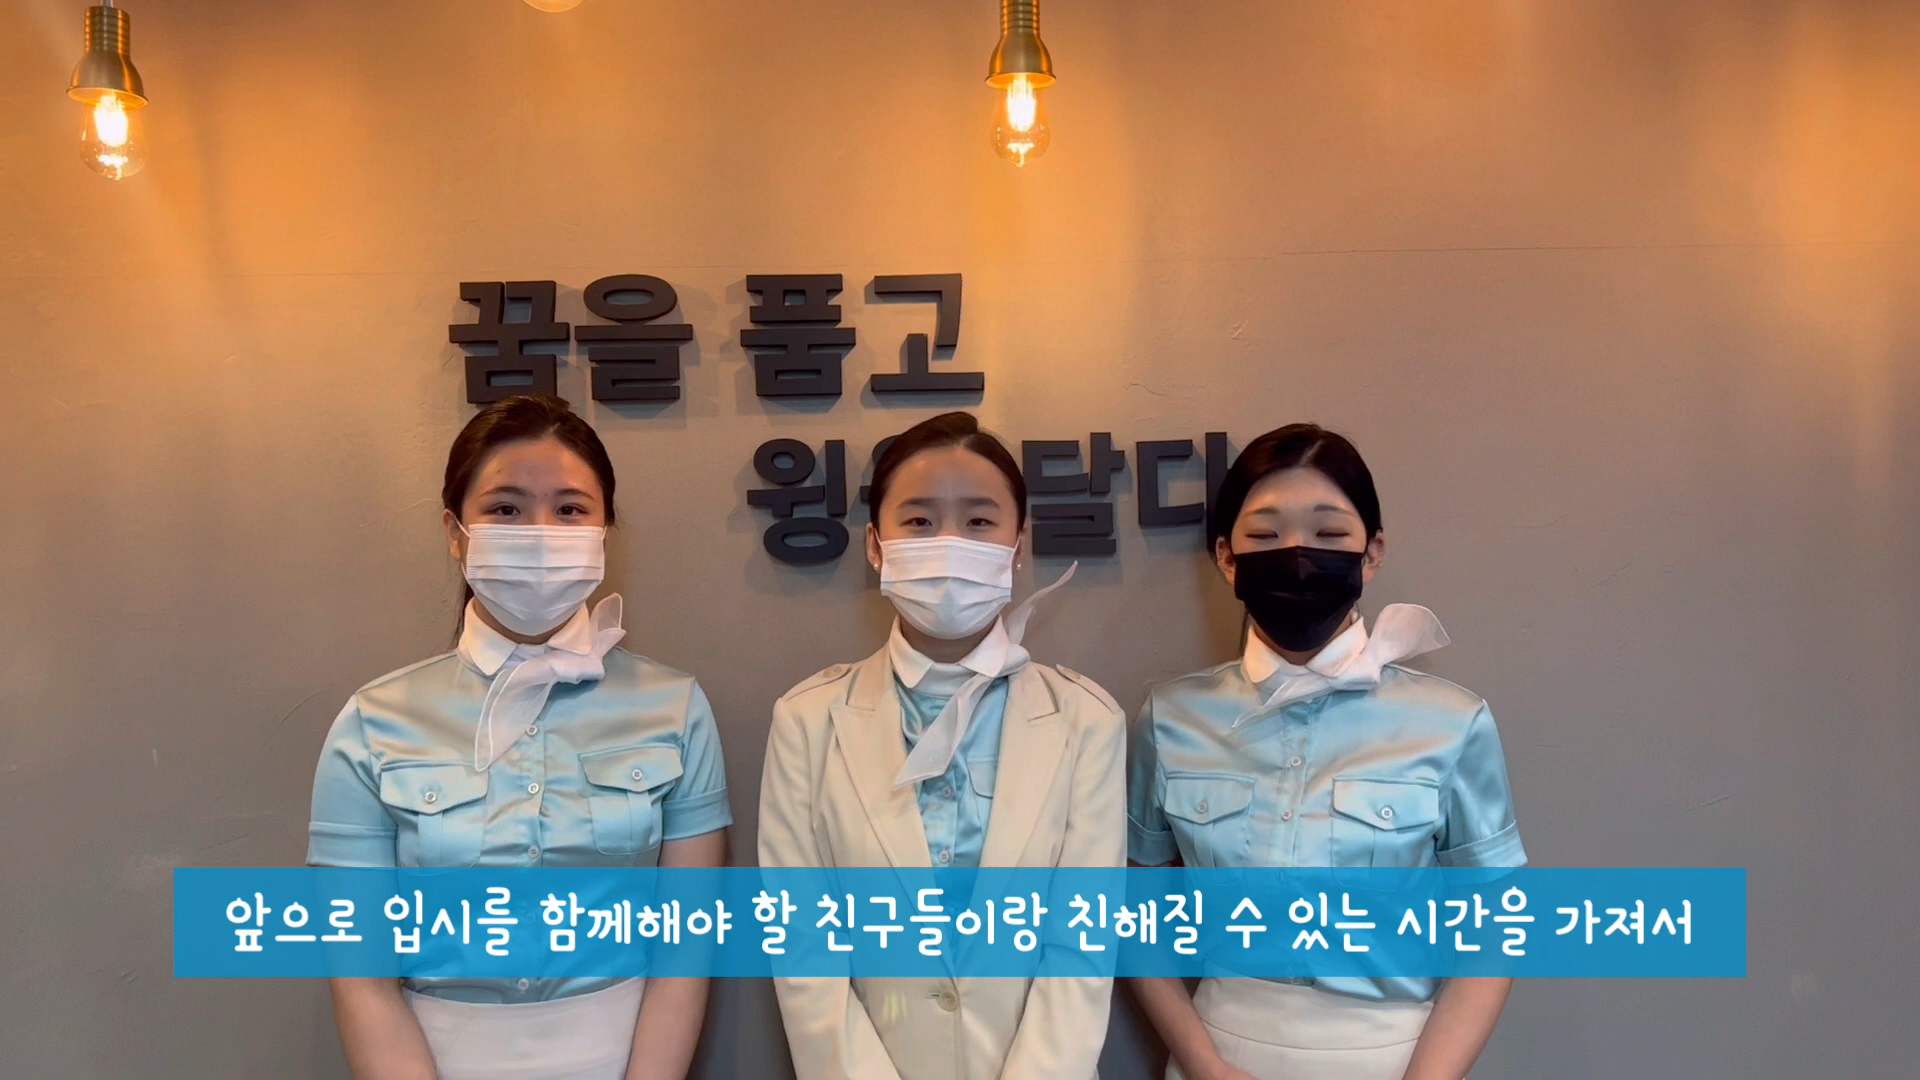 꿈을 품고
윙을 달다
앞으로 입시를 함께해야 할 친구들이랑 친해질 수 있는 시간을 가져서